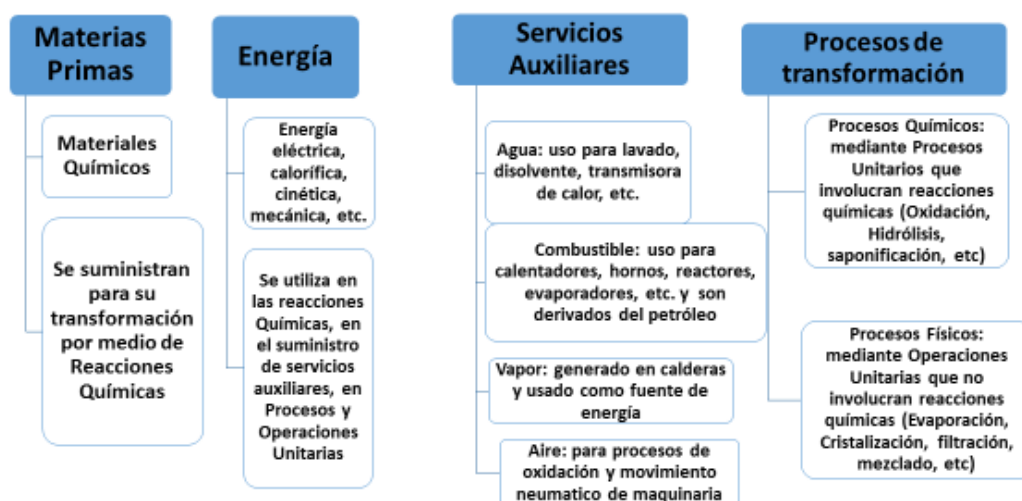 Materias
Primas
Materiales
Químicos
Se suministran
para su
transformación
por medio de
Reacciones
Químicas
Energía
Energía
eléctrica,
calorífica,
cinética,
mecánica, etc.
Se utiliza en
las reacciones
Químicas, en
el suministro
de servicios
auxiliares, en
Procesos y
Operaciones
Unitarias
Servicios
Auxiliares
Agua: uso para lavado,
disolvente, transmisora
de calor, etc.
Combustible: uso para
calentadores, hornos, reactores,
evaporadores, etc. y son
derivados del petróleo
Vapor: generado en calderas
y usado como fuente de
energía
Aire: para procesos de
oxidación y movimiento
neumatico de maquinaria
Procesos de
transformación
Procesos Químicos:
mediante Procesos
Unitarios que
involucran reacciones
químicas (Oxidación,
Hidrólisis,
saponificación, etc)
Procesos Físicos:
mediante Operaciones
Unitarias que no
involucran reacciones
químicas (Evaporación,
Cristalización, filtración,
mezclado, etc)